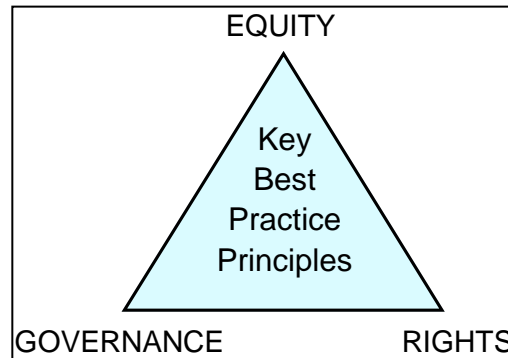 EQUITY
Key
Best
Practice
Principles
GOVERNANCE RIGHTS